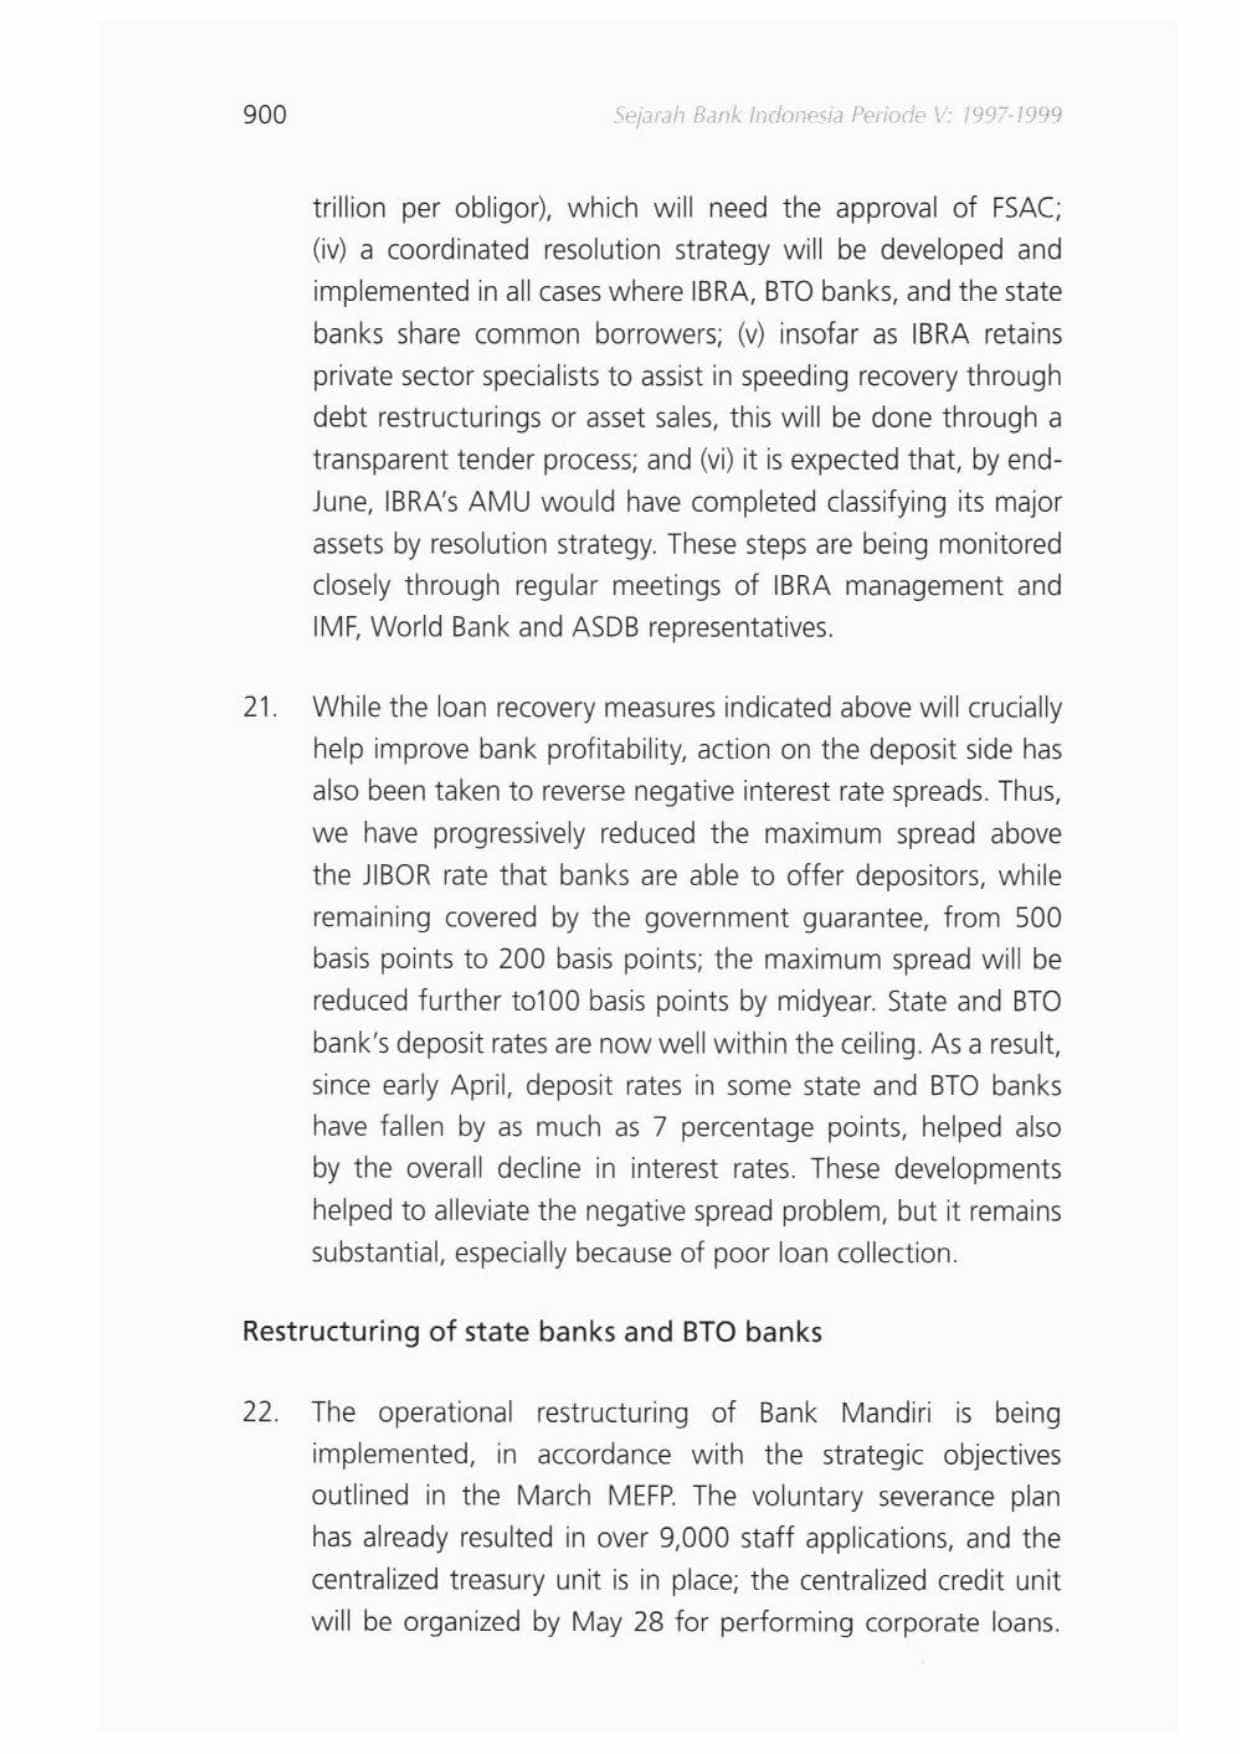 900
Sejarah Bank Indonesia Periode V: 1997-1999
trillion per obligor), which will need the approval of FSAC;
(iv) a coordinated resolution strategy will be developed and
implemented in all cases where IBRA, BTO banks, and the state
banks share common borrowers; (v) insofar as IBRA retains
private sector specialists to assist in speeding recovery through
debt restructurings or asset sales, this will be done through a
transparent tender process; and (vi) it is expected that, by end-
June, IBRA's AMU would have completed classifying its major
assets by resolution strategy. These steps are being monitored
closely through regular meetings of IBRA management and
IMF, World Bank and ASDB representatives.
21. While the loan recovery measures indicated above will crucially
help improve bank profitability, action on the deposit side has
also been taken to reverse negative interest rate spreads. Thus,
we have progressively reduced the maximum spread above
the JIBOR rate that banks are able to offer depositors, while
remaining covered by the government guarantee, from 500
basis points to 200 basis points; the maximum spread will be
reduced further to100 basis points by midyear. State and BTO
bank's deposit rates are now well within the ceiling. As a result,
since early April, deposit rates in some state and BTO banks
have fallen by as much as 7 percentage points, helped also
by the overall decline in interest rates. These developments
helped to alleviate the negative spread problem, but it remains
substantial, especially because of poor loan collection.
Restructuring of state banks and BTO banks
22. The operational restructuring of Bank Mandiri is being
implemented, in accordance with the strategic objectives
outlined in the March MEFP. The voluntary severance plan
has already resulted in over 9,000 staff applications, and the
centralized treasury unit is in place; the centralized credit unit
will be organized by May 28 for performing corporate loans.